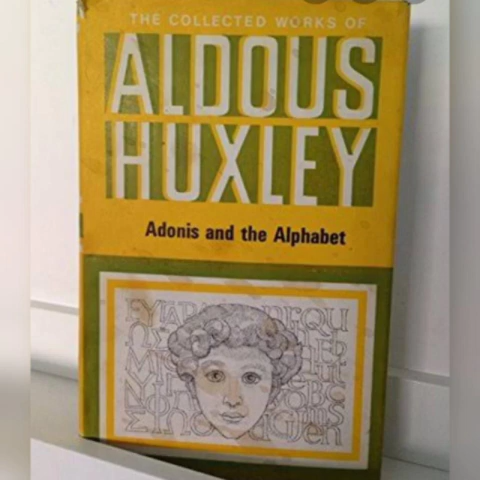 THE COLLECTED WORKS OF
ALDOUS
HUXLEY
Adonis and the Alphabet